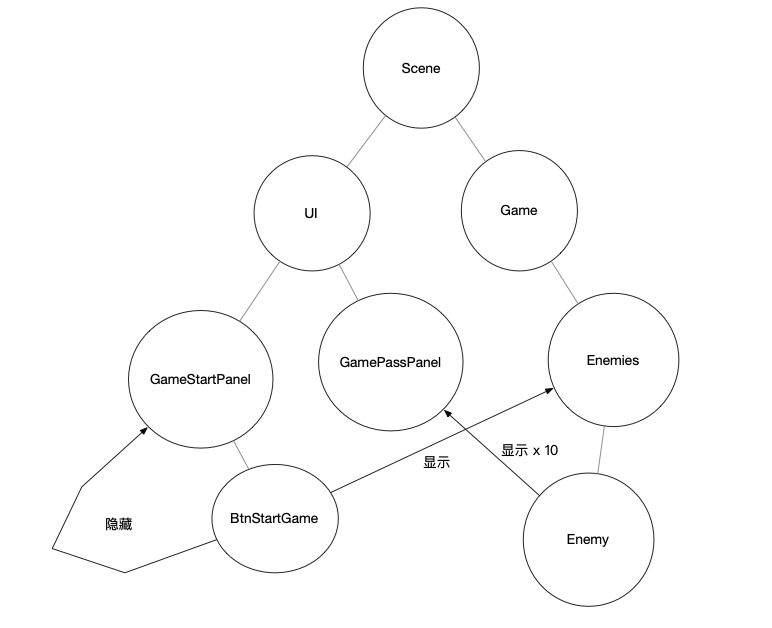 Scene
UI
Game
GameStartPanel
GamePassPanel
Enemies
显示
显示 x 10
隐藏
BtnStartGame
Enemy